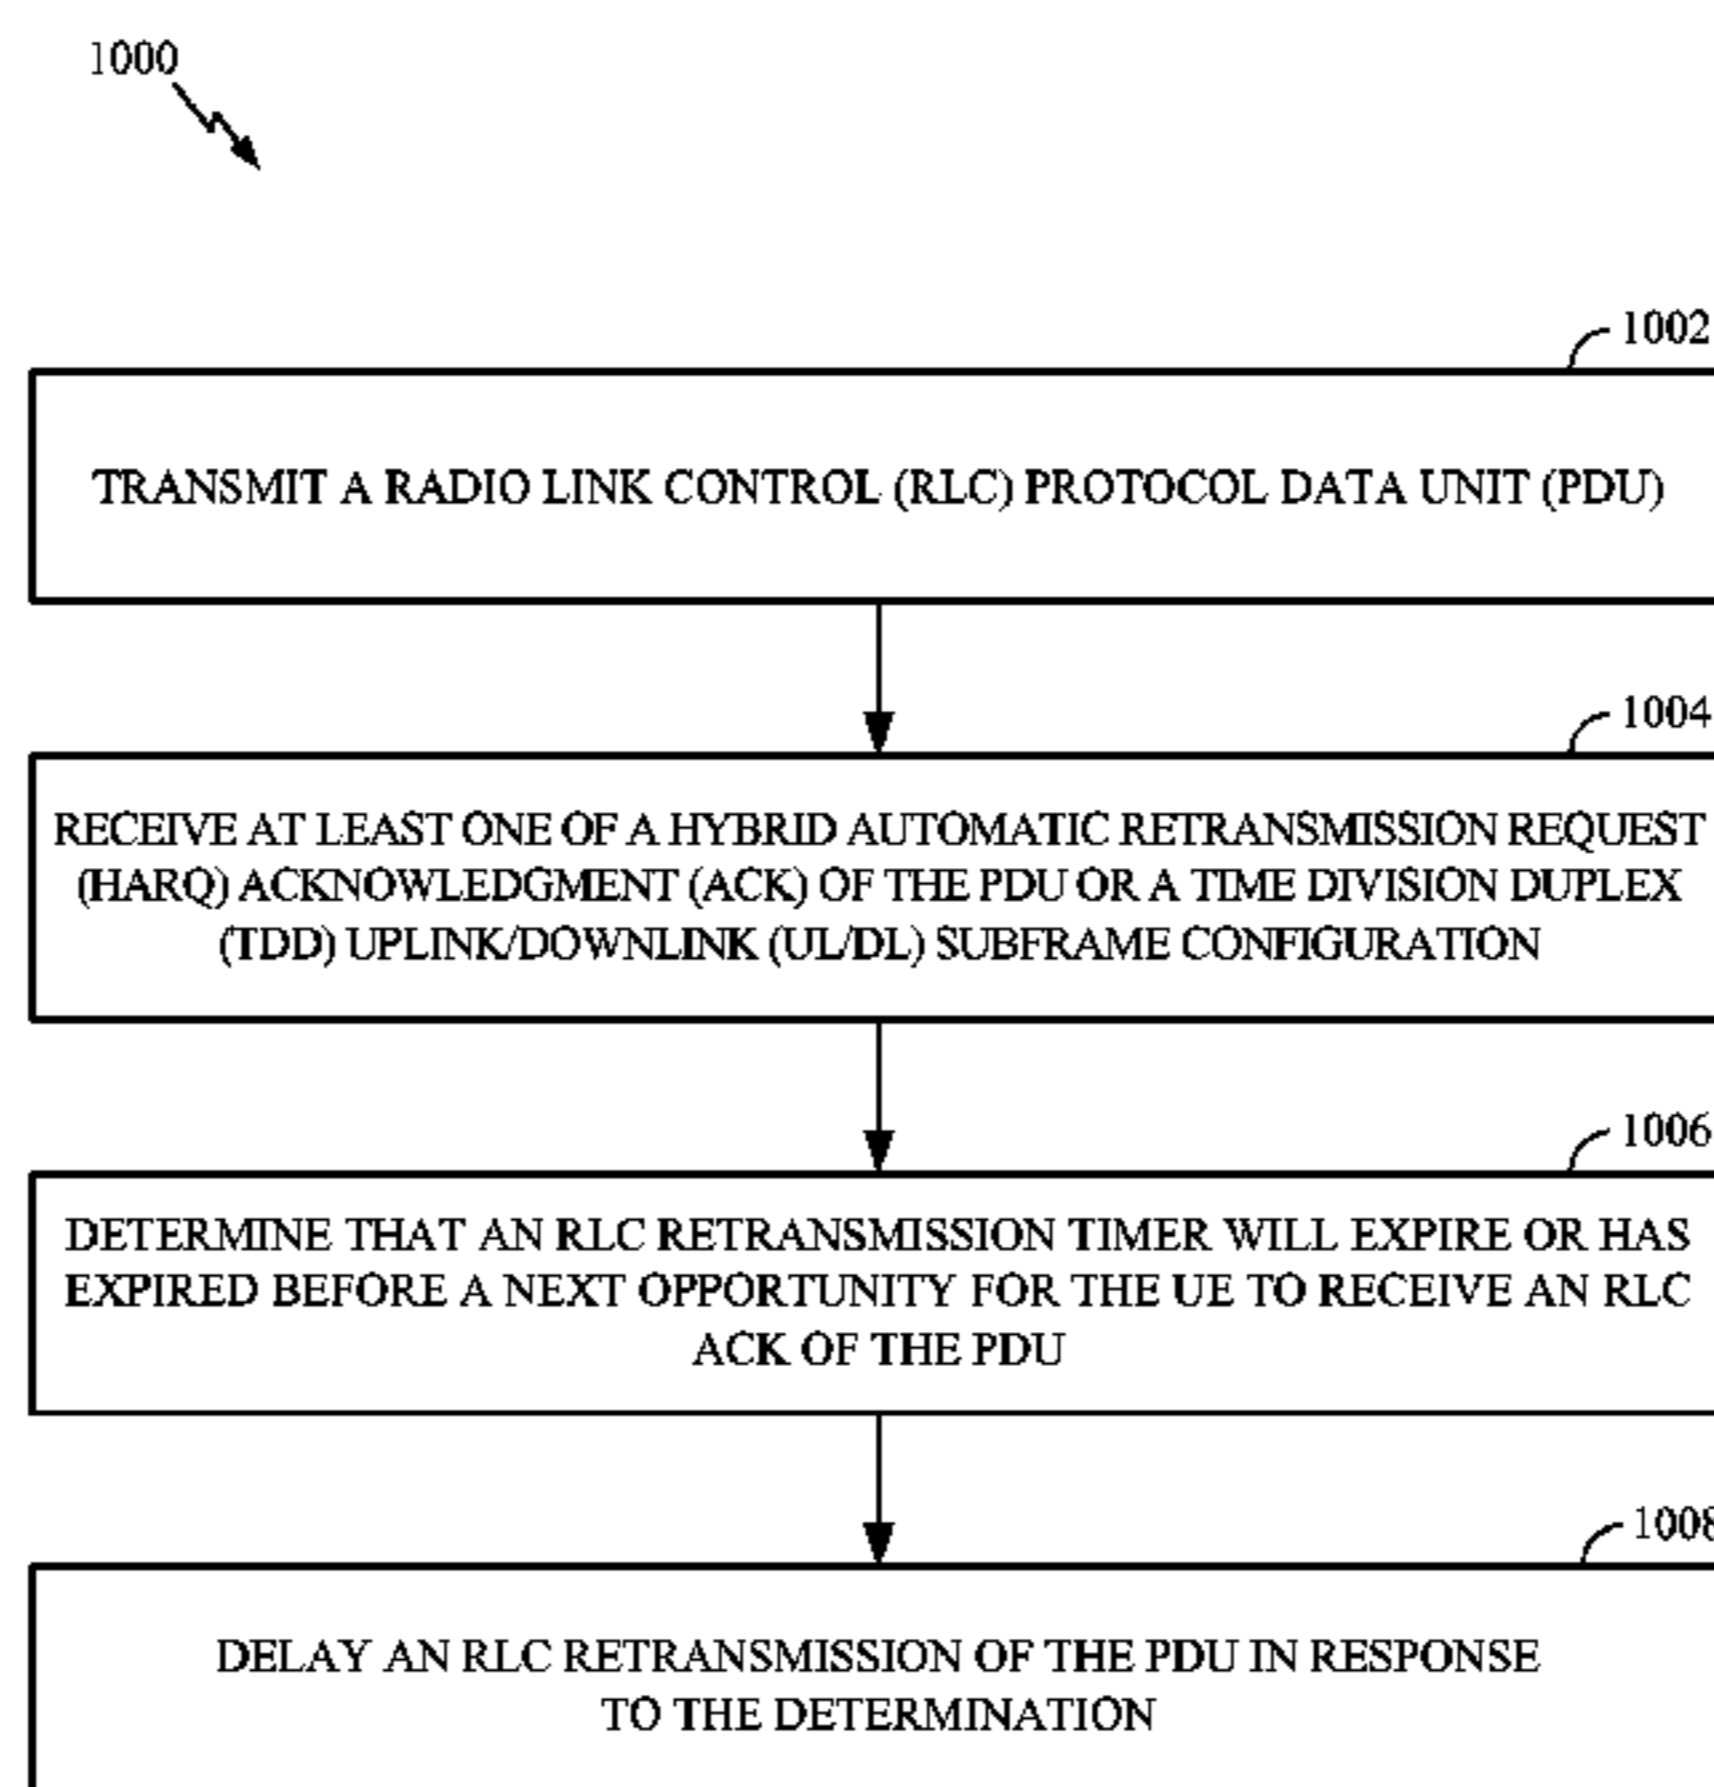 1000
1002
TRANSMIT A RADIO LINK CONTROL (RLC) PROTOCOL DATA UNIT (PDU)
1004
RECEIVE AT LEAST ONE OF A HYBRID AUTOMATIC RETRANSMISSION REQUEST
(HARQ) ACKNOWLEDGMENT (ACK) OF THE PDU OR A TIME DIVISION DUPLEX
(TDD) UPLINK/DOWNLINK (UL/DL) SUBFRAME CONFIGURATION
1006
DETERMINE THAT AN RLC RETRANSMISSION TIMER WILL EXPIRE OR HAS
EXPIRED BEFORE A NEXT OPPORTUNITY FOR THE UE TO RECEIVE AN RLC
ACK OF THE PDU
1008
DELAY AN RLC RETRANSMISSION OF THE PDU IN RESPONSE
TO THE DETERMINATION